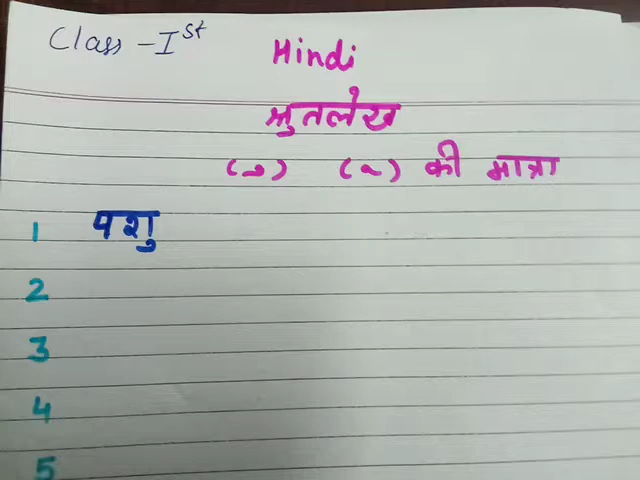 Class - Ist
Hindi
श्रुतलेख
( ु ) ( ू ) की मात्रा
1 पशु
2
3
4
5